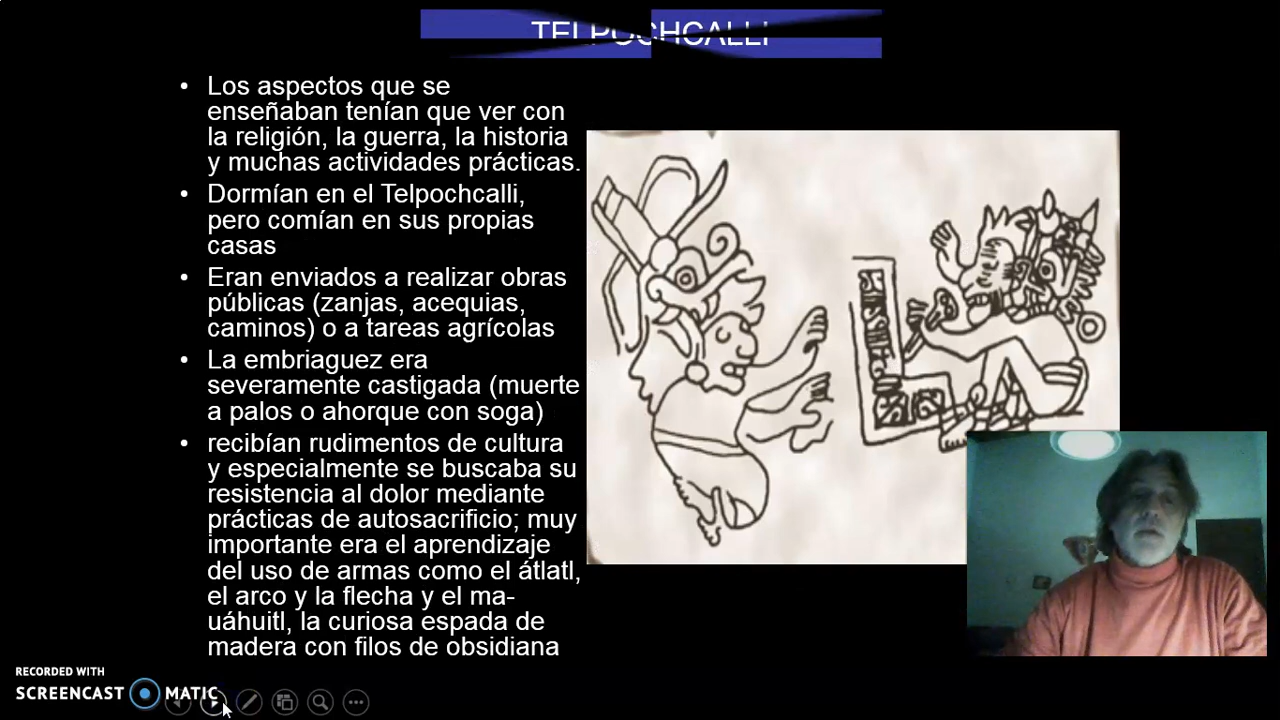 TELPOCHCALLI
• Los aspectos que se
enseñaban tenían que ver con
la religión, la guerra, la historia
y muchas actividades prácticas.
• Dormían en el Telpochcalli,
pero comían en sus propias
casas
• Eran enviados a realizar obras
públicas (zanjas, acequias,
caminos) o a tareas agrícolas
• La embriaguez era
severamente castigada (muerte
a palos o ahorque con soga)
• recibían rudimentos de cultura
y especialmente se buscaba su
resistencia al dolor mediante
prácticas de autosacrificio; muy
importante era el aprendizaje
del uso de armas como el átlatl,
el arco y la flecha y el ma-
uáhuitl, la curiosa espada de
madera con filos de obsidiana
RECORDED WITH
SCREENCAST MATIC